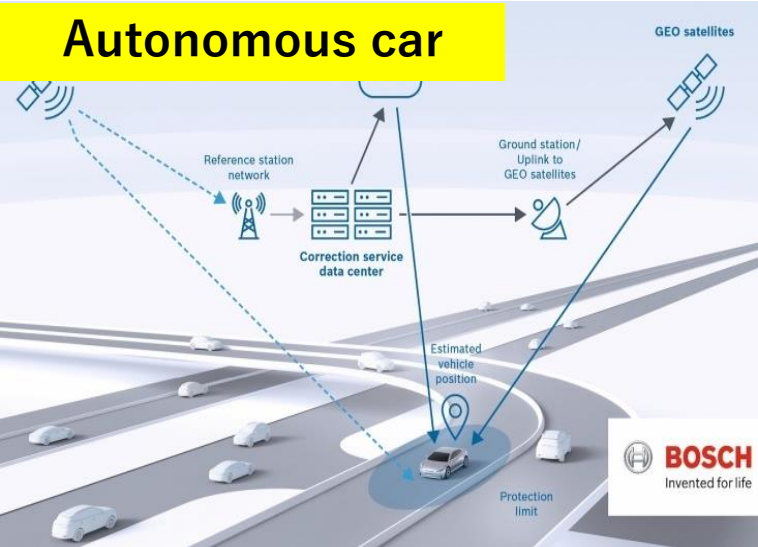 Autonomous car
GEO satellites
Reference station
network
Ground station/
Uplink to
GEO satellites
Correction service
data center
Estimated
vehicle
position
Protection
limit
BOSCH
Invented for life